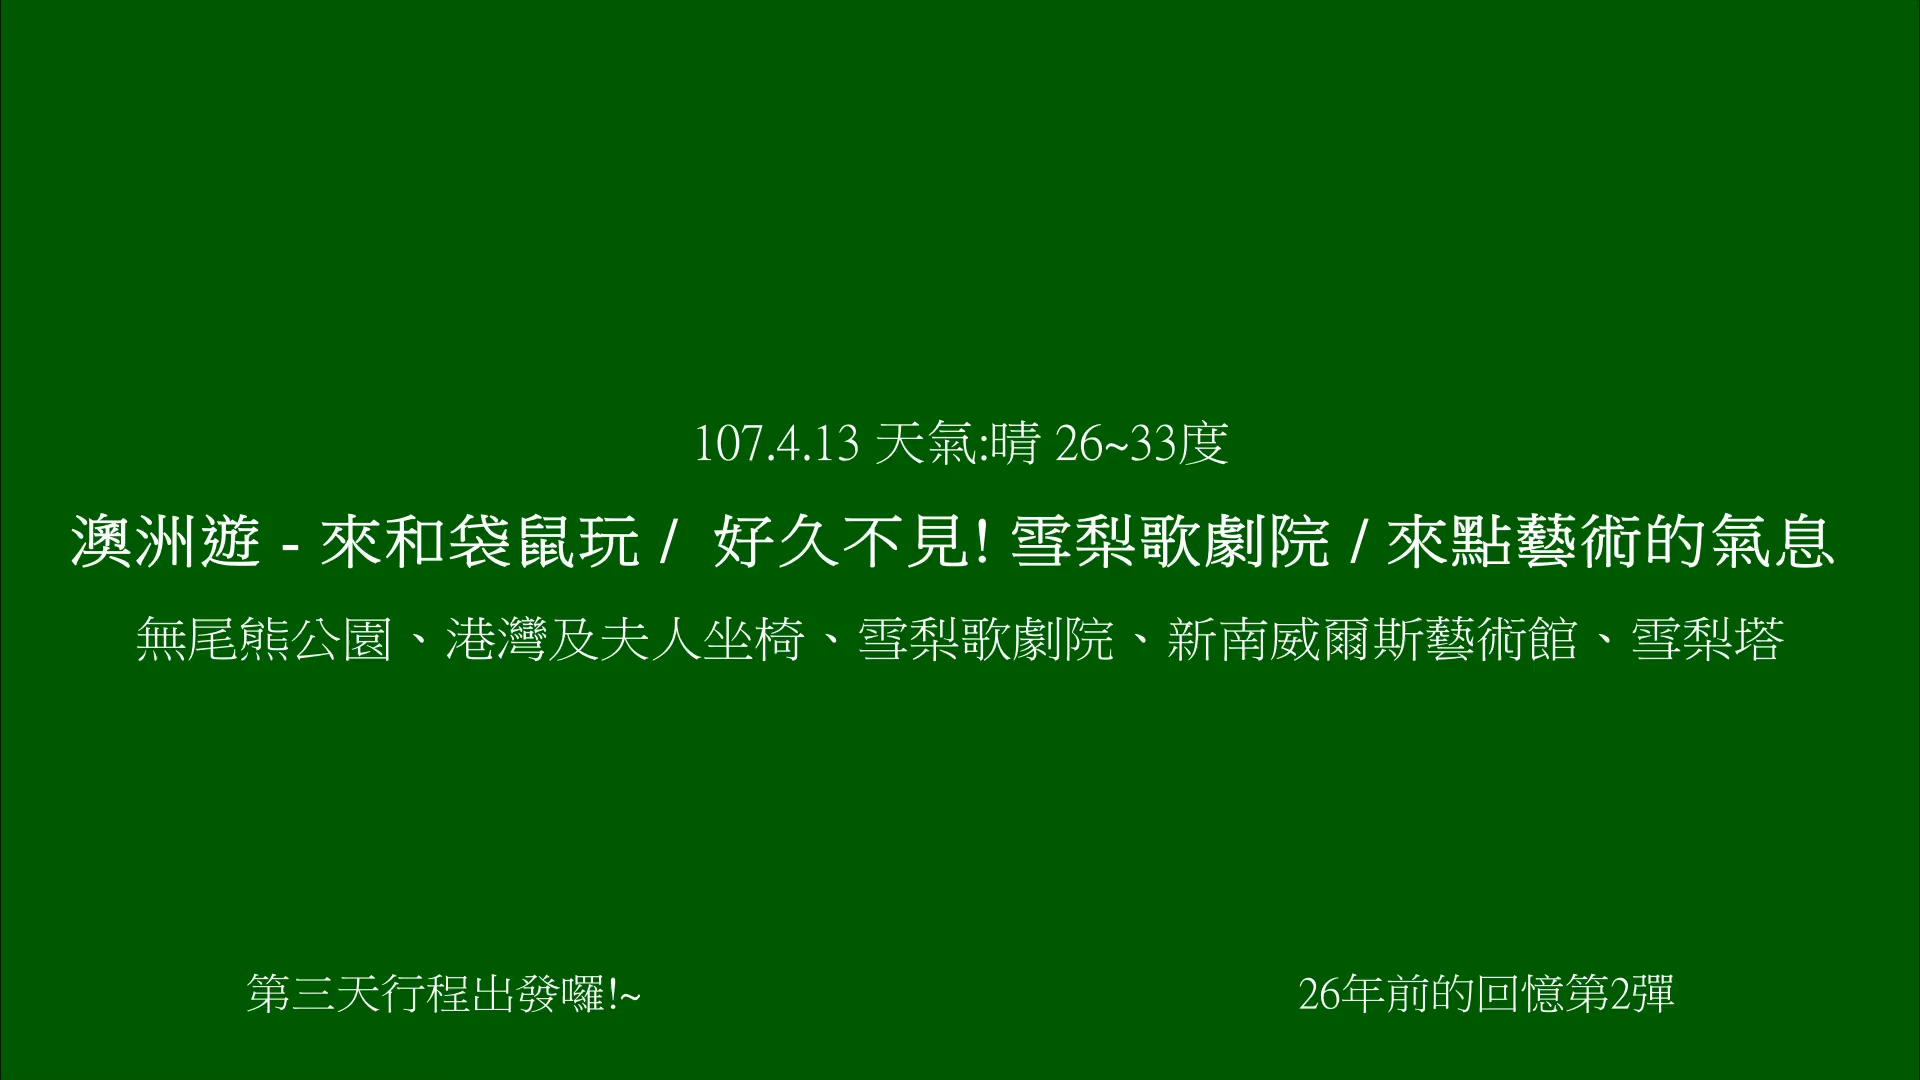 107.4.13 天氣:晴 26~33度
澳洲遊 - 來和袋鼠玩 /  好久不見! 雪梨歌劇院 / 來點藝術的氣息
無尾熊公園、港灣及夫人坐椅、雪梨歌劇院、新南威爾斯藝術館、雪梨塔
第三天行程出發囉!~
26年前的回憶第2彈